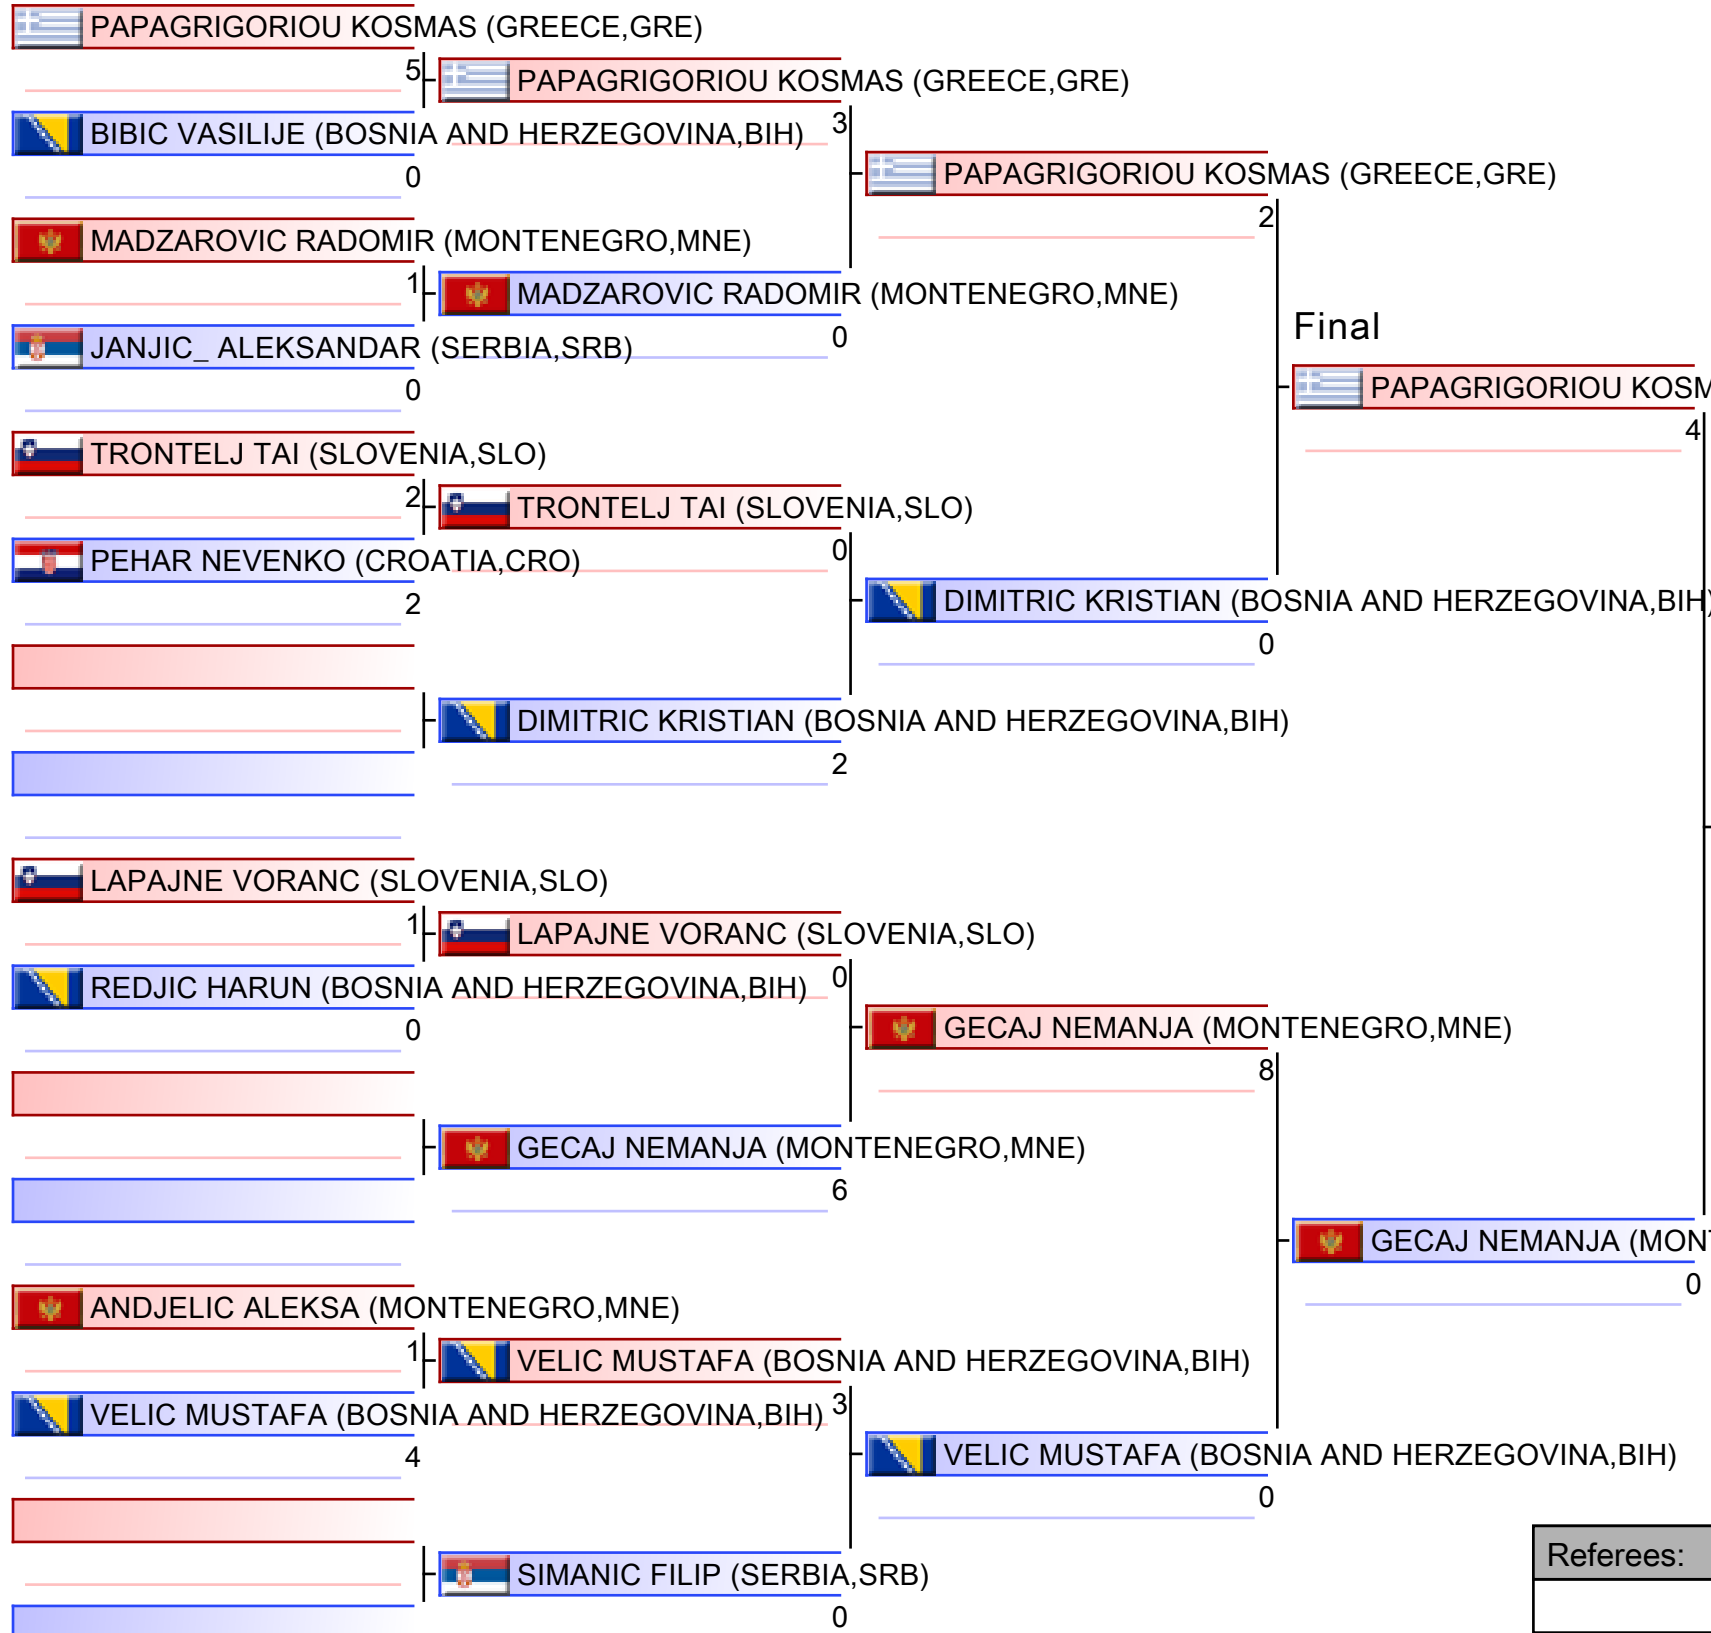 PAPAGRIGORIOU KOSMAS (GREECE,GRE)
5
PAPAGRIGORIOU KOSMAS (GREECE,GRE)
BIBIC VASILIJE (BOSNIA AND HERZEGOVINA,BIH)
3
0
PAPAGRIGORIOU KOSMAS (GREECE,GRE)
2
MADZAROVIC RADOMIR (MONTENEGRO,MNE)
1
MADZAROVIC RADOMIR (MONTENEGRO,MNE)
0
JANJIC_ ALEKSANDAR (SERBIA,SRB)
0
Final
PAPAGRIGORIOU KOSM
4
TRONTELJ TAI (SLOVENIA,SLO)
2
TRONTELJ TAI (SLOVENIA,SLO)
0
PEHAR NEVENKO (CROATIA,CRO)
2
DIMITRIC KRISTIAN (BOSNIA AND HERZEGOVINA,BIH)
0
DIMITRIC KRISTIAN (BOSNIA AND HERZEGOVINA,BIH)
2
LAPAJNE VORANC (SLOVENIA,SLO)
1
LAPAJNE VORANC (SLOVENIA,SLO)
0
REDJIC HARUN (BOSNIA AND HERZEGOVINA,BIH)
0
GECAJ NEMANJA (MONTENEGRO,MNE)
8
GECAJ NEMANJA (MONTENEGRO,MNE)
6
GECAJ NEMANJA (MON
0
ANDJELIC ALEKSA (MONTENEGRO,MNE)
1
VELIC MUSTAFA (BOSNIA AND HERZEGOVINA,BIH)
3
VELIC MUSTAFA (BOSNIA AND HERZEGOVINA,BIH)
4
VELIC MUSTAFA (BOSNIA AND HERZEGOVINA,BIH)
0
SIMANIC FILIP (SERBIA,SRB)
0
Referees: